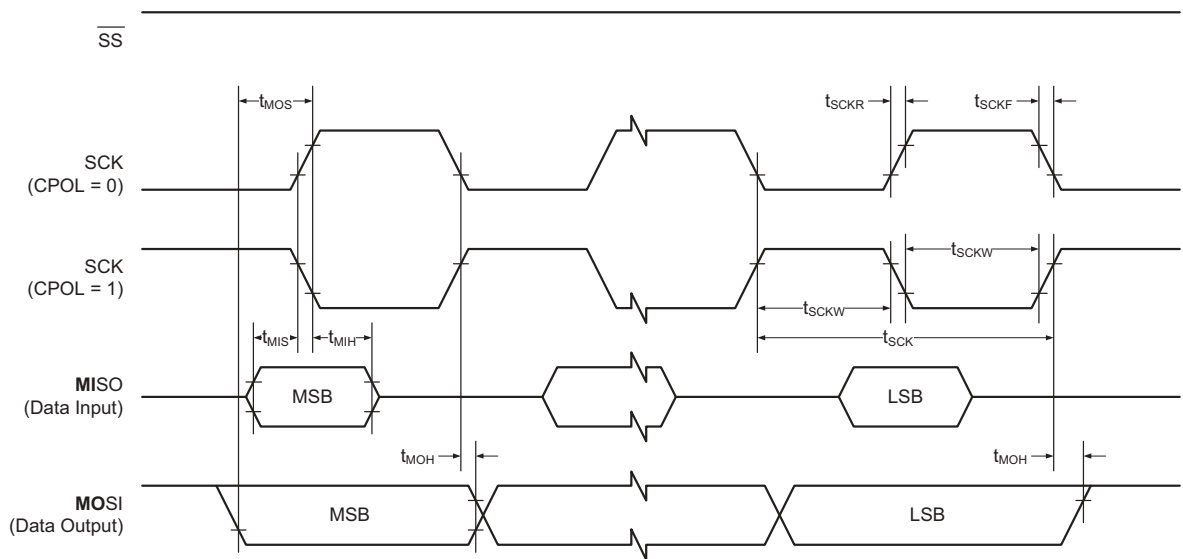 SS
tMOS
tSCKR
tSCKF
SCK
(CPOL = 0)
SCK
(CPOL = 1)
tSCKW
tSCKW
tSCK
tMIS
tMIH
MISO
(Data Input)
MSB
LSB
tMOH
tMOH
MOSI
(Data Output)
MSB
LSB